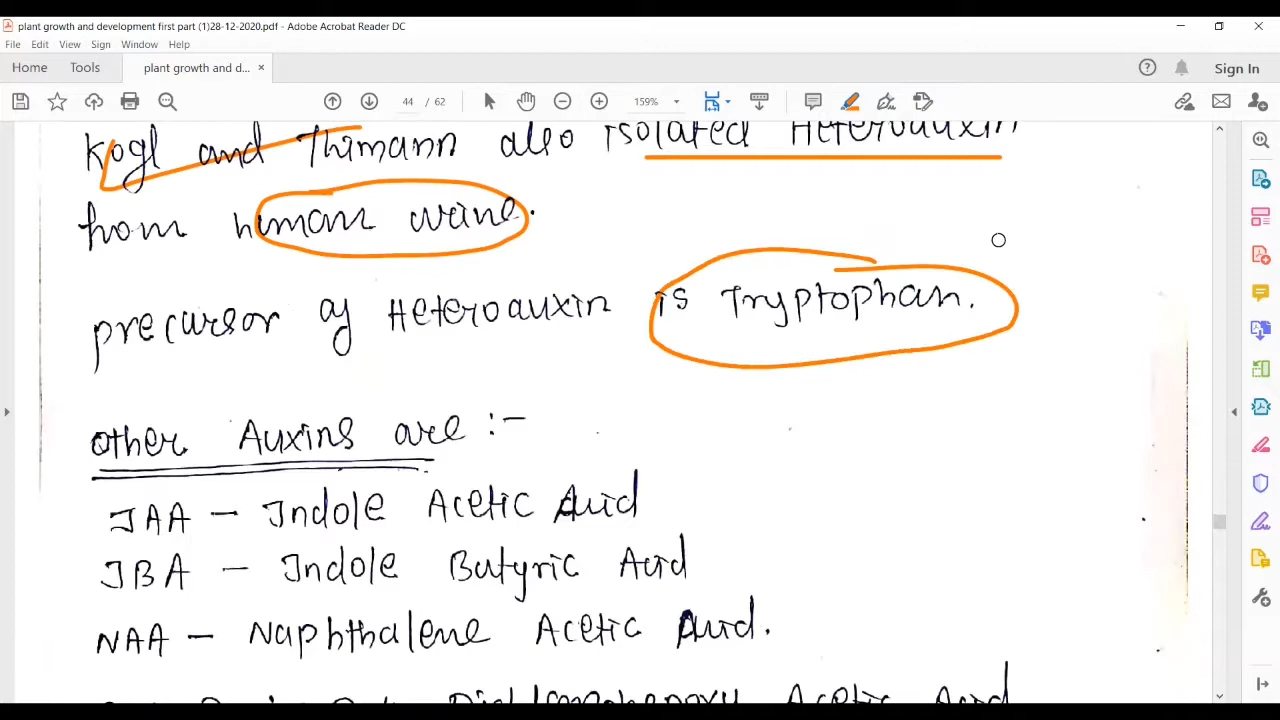 plant growth and development first part (1)28-12-2020.pdf - Adobe Acrobat Reader DC
File Edit View Sign Window Help
Home Tools plant growth and d... × Sign In
44 / 62 159%
Kogl and Thimann also isolated Heteroauxin
from human urine.
precursor of Heteroauxin is Tryptophan.
other Auxins are :-
IAA - Indole Acetic Acid
IBA - Indole Butyric Acid
NAA - Naphthalene Acetic Acid.
Dichlorophenoxy Acetic Acid